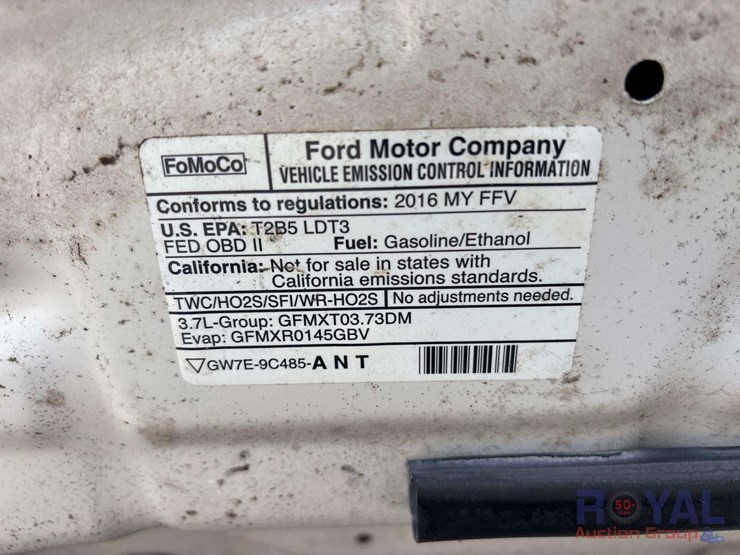 FoMoCo
Ford Motor Company
VEHICLE EMISSION CONTROL INFORMATION
Conforms to regulations: 2016 MY FFV
U.S. EPA: T2B5 LDT3
FED OBD II Fuel: Gasoline/Ethanol
California: Not for sale in states with
California emissions standards.
TWC/HO2S/SFI/WR-HO2S No adjustments needed.
3.7L-Group: GFMXT03.73DM
Evap: GFMXR0145GBV
GW7E-9C485-A N T
ROYAL
50
Auction Group